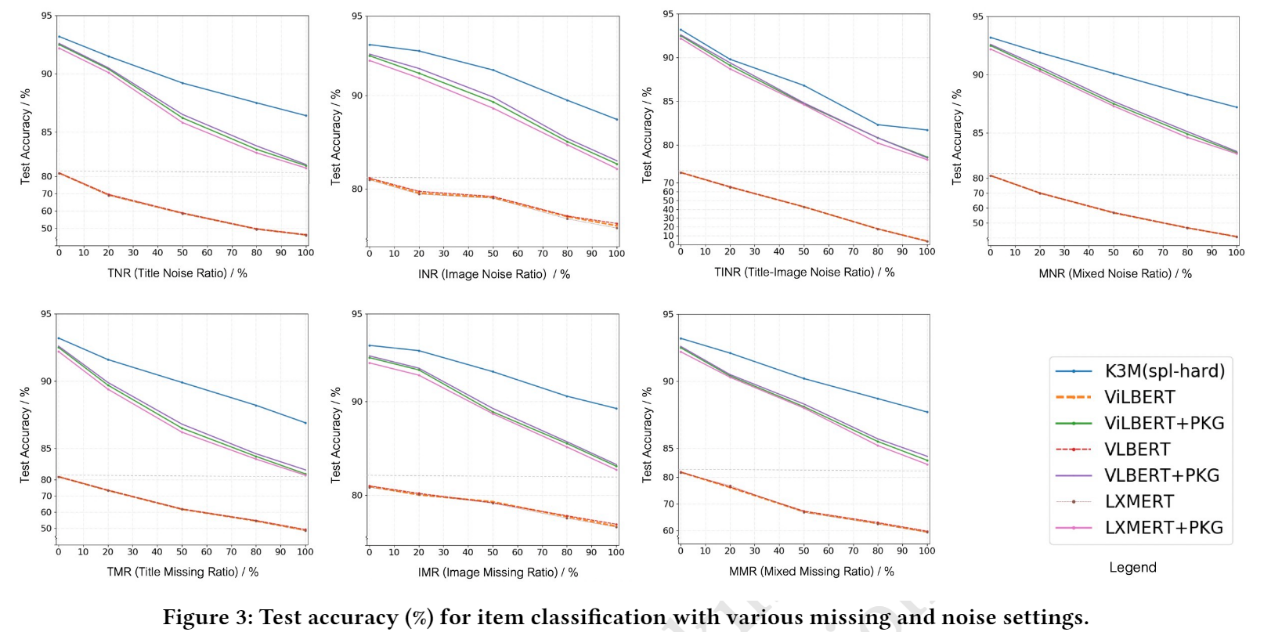 95
90
85
80
70
60
50
Test Accuracy / %
0 10 20 30 40 50 60 70 80 90 100
TNR (Title Noise Ratio) / %
95
90
80
Test Accuracy / %
0 10 20 30 40 50 60 70 80 90 100
INR (Image Noise Ratio) / %
95
90
85
80
70
60
50
40
30
20
10
0
Test Accuracy / %
0 10 20 30 40 50 60 70 80 90 100
TINR (Title-Image Noise Ratio) / %
95
90
85
80
70
60
50
Test Accuracy / %
0 10 20 30 40 50 60 70 80 90 100
MNR (Mixed Noise Ratio) / %
95
90
85
80
70
60
50
Test Accuracy / %
0 10 20 30 40 50 60 70 80 90 100
TMR (Title Missing Ratio) / %
95
90
80
Test Accuracy / %
0 10 20 30 40 50 60 70 80 90 100
IMR (Image Missing Ratio) / %
95
90
85
80
70
60
Test Accuracy / %
0 10 20 30 40 50 60 70 80 90 100
MMR (Mixed Missing Ratio) / %
K3M(spl-hard)
ViLBERT
ViLBERT+PKG
VLBERT
VLBERT+PKG
LXMERT
LXMERT+PKG
Legend
Figure 3: Test accuracy (%) for item classification with various missing and noise settings.